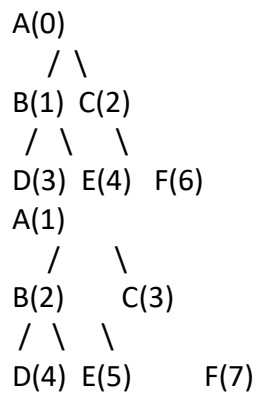 A(0)
/ \
B(1) C(2)
/ \ \
D(3) E(4) F(6)
A(1)
/ \
B(2) C(3)
/ \ \
D(4) E(5) F(7)